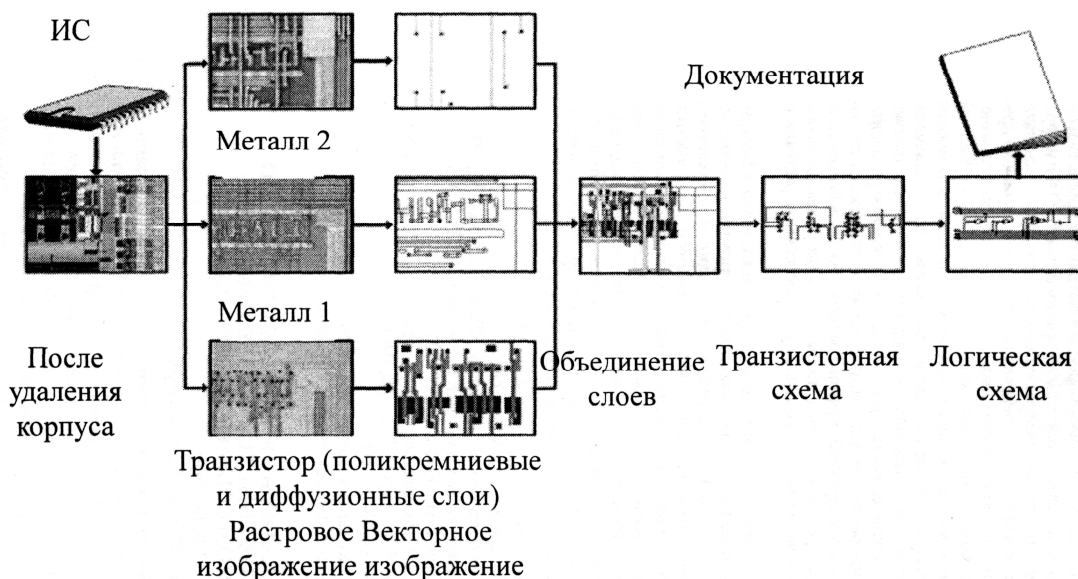 ИС
Документация
Металл 2
Металл 1
После
удаления
корпуса
Объединение
слоев
Транзисторная
схема
Логическая
схема
Транзистор (поликремниевые
и диффузионные слои)
Растровое Векторное
изображение изображение